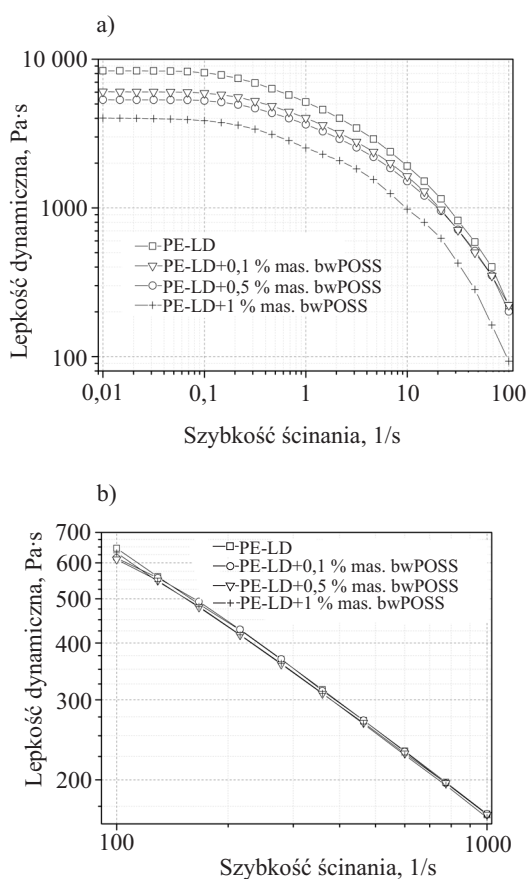 a)
Lepkość dynamiczna, Pa·s
10 000
1000
100
PE-LD
PE-LD+0,1 % mas. bwPOSS
PE-LD+0,5 % mas. bwPOSS
PE-LD+1 % mas. bwPOSS
0,01
0,1
1
10
100
Szybkość ścinania, 1/s
b)
Lepkość dynamiczna, Pa·s
700
600
500
400
300
200
PE-LD
PE-LD+0,1 % mas. bwPOSS
PE-LD+0,5 % mas. bwPOSS
PE-LD+1 % mas. bwPOSS
100
1000
Szybkość ścinania, 1/s